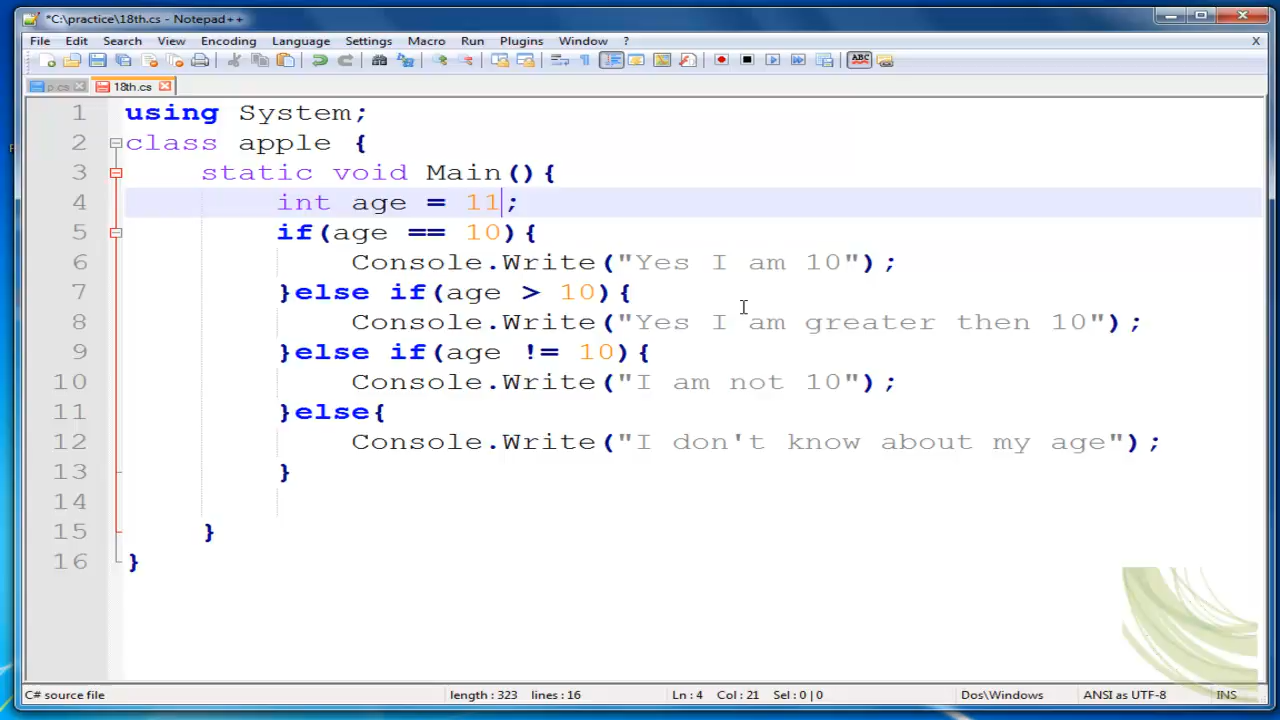 *C:\practice\18th.cs - Notepad++
File Edit Search View Encoding Language Settings Macro Run Plugins Window ? X
p.cs 18th.cs
1 using System;
2 class apple {
3 static void Main(){
4 int age = 11;
5 if(age == 10){
6 Console.Write("Yes I am 10");
7 }else if(age > 10){
8 Console.Write("Yes I am greater then 10");
9 }else if(age != 10){
10 Console.Write("I am not 10");
11 }else{
12 Console.Write("I don't know about my age");
13 }
14
15 }
16 }
C# source file length : 323 lines : 16 Ln : 4 Col : 21 Sel : 0 | 0 Dos\Windows ANSI as UTF-8 INS